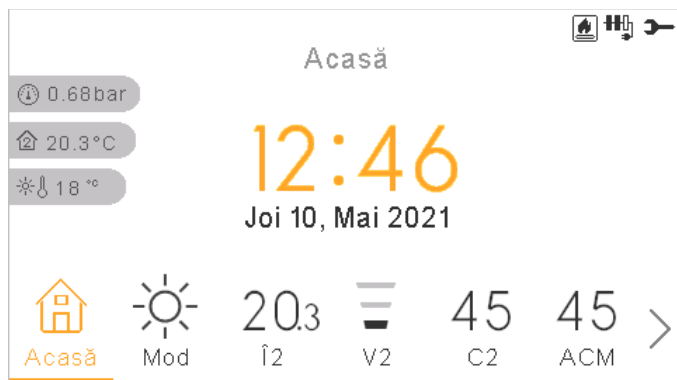 Acasă
0.68bar
2 20.3°C
18 °C
12:46
Joi 10, Mai 2021
20.3 45 45
Acasă Mod Î2 V2 C2 ACM